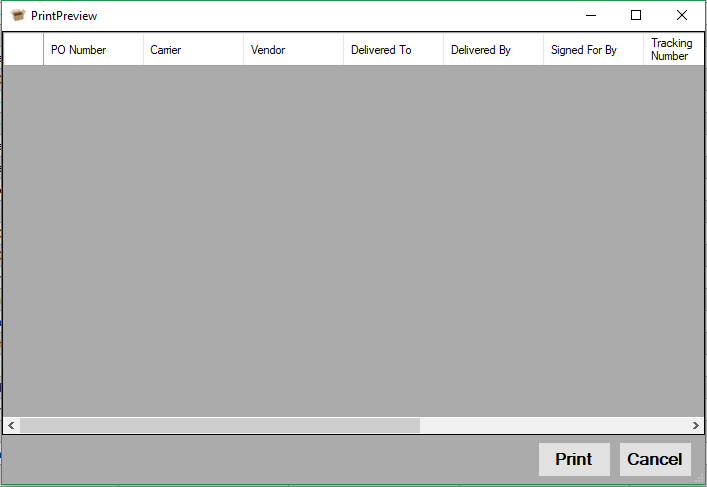 PrintPreview
PO Number Carrier Vendor Delivered To Delivered By Signed For By Tracking
Number
Print Cancel